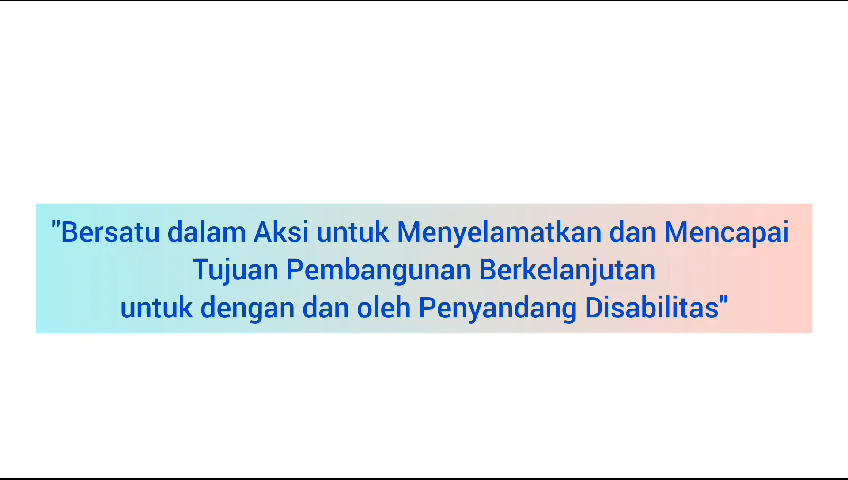 "Bersatu dalam Aksi untuk Menyelamatkan dan Mencapai
Tujuan Pembangunan Berkelanjutan
untuk dengan dan oleh Penyandang Disabilitas"